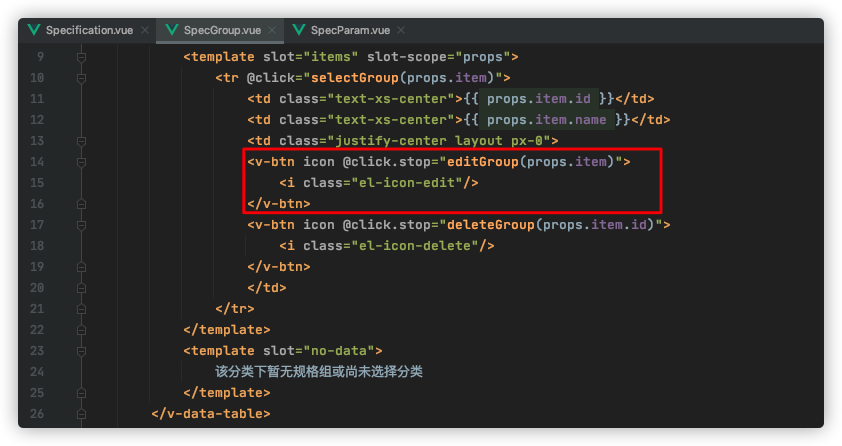 Specification.vue SpecGroup.vue SpecParam.vue
9 <template slot="items" slot-scope="props">
10 <tr @click="selectGroup(props.item)">
11 <td class="text-xs-center">{{ props.item.id }}</td>
12 <td class="text-xs-center">{{ props.item.name }}</td>
13 <td class="justify-center layout px-0">
14 <v-btn icon @click.stop="editGroup(props.item)">
15 <i class="el-icon-edit"/>
16 </v-btn>
17 <v-btn icon @click.stop="deleteGroup(props.item.id)">
18 <i class="el-icon-delete"/>
19 </v-btn>
20 </td>
21 </tr>
22 </template>
23 <template slot="no-data">
24 该分类下暂无规格组或尚未选择分类
25 </template>
26 </v-data-table>